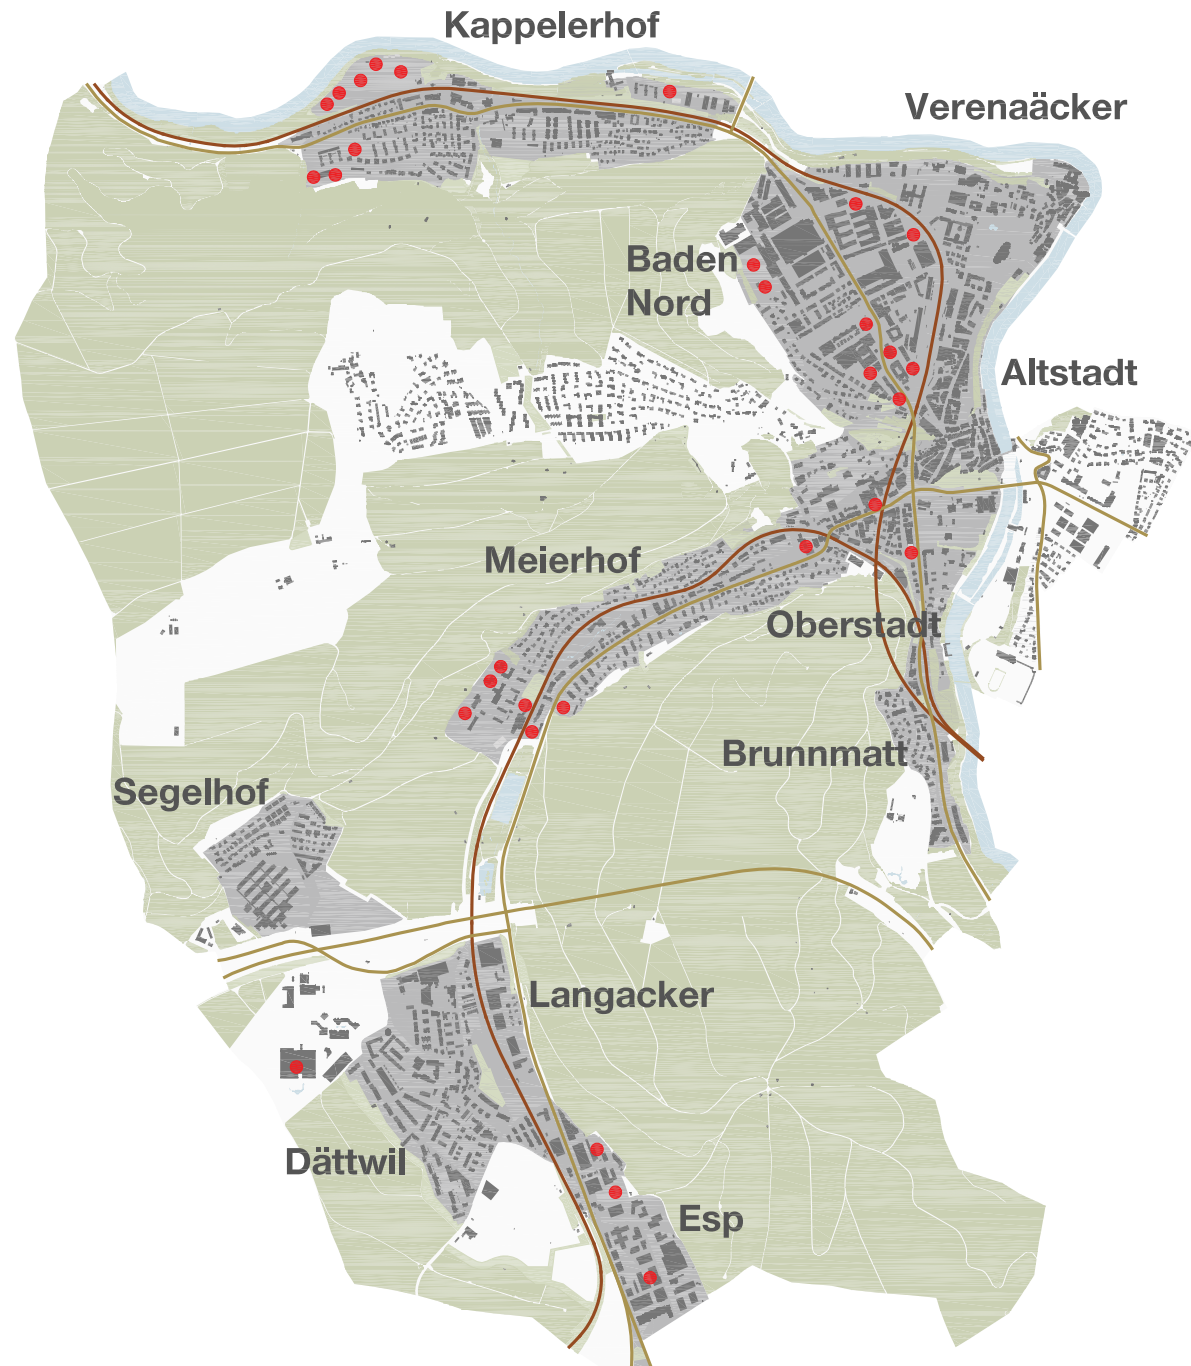 Kappelerhof
Verenaäcker
Baden
Nord
Altstadt
Meierhof
Oberstadt
Brunnmatt
Segelhof
Langacker
Dättwil
Esp